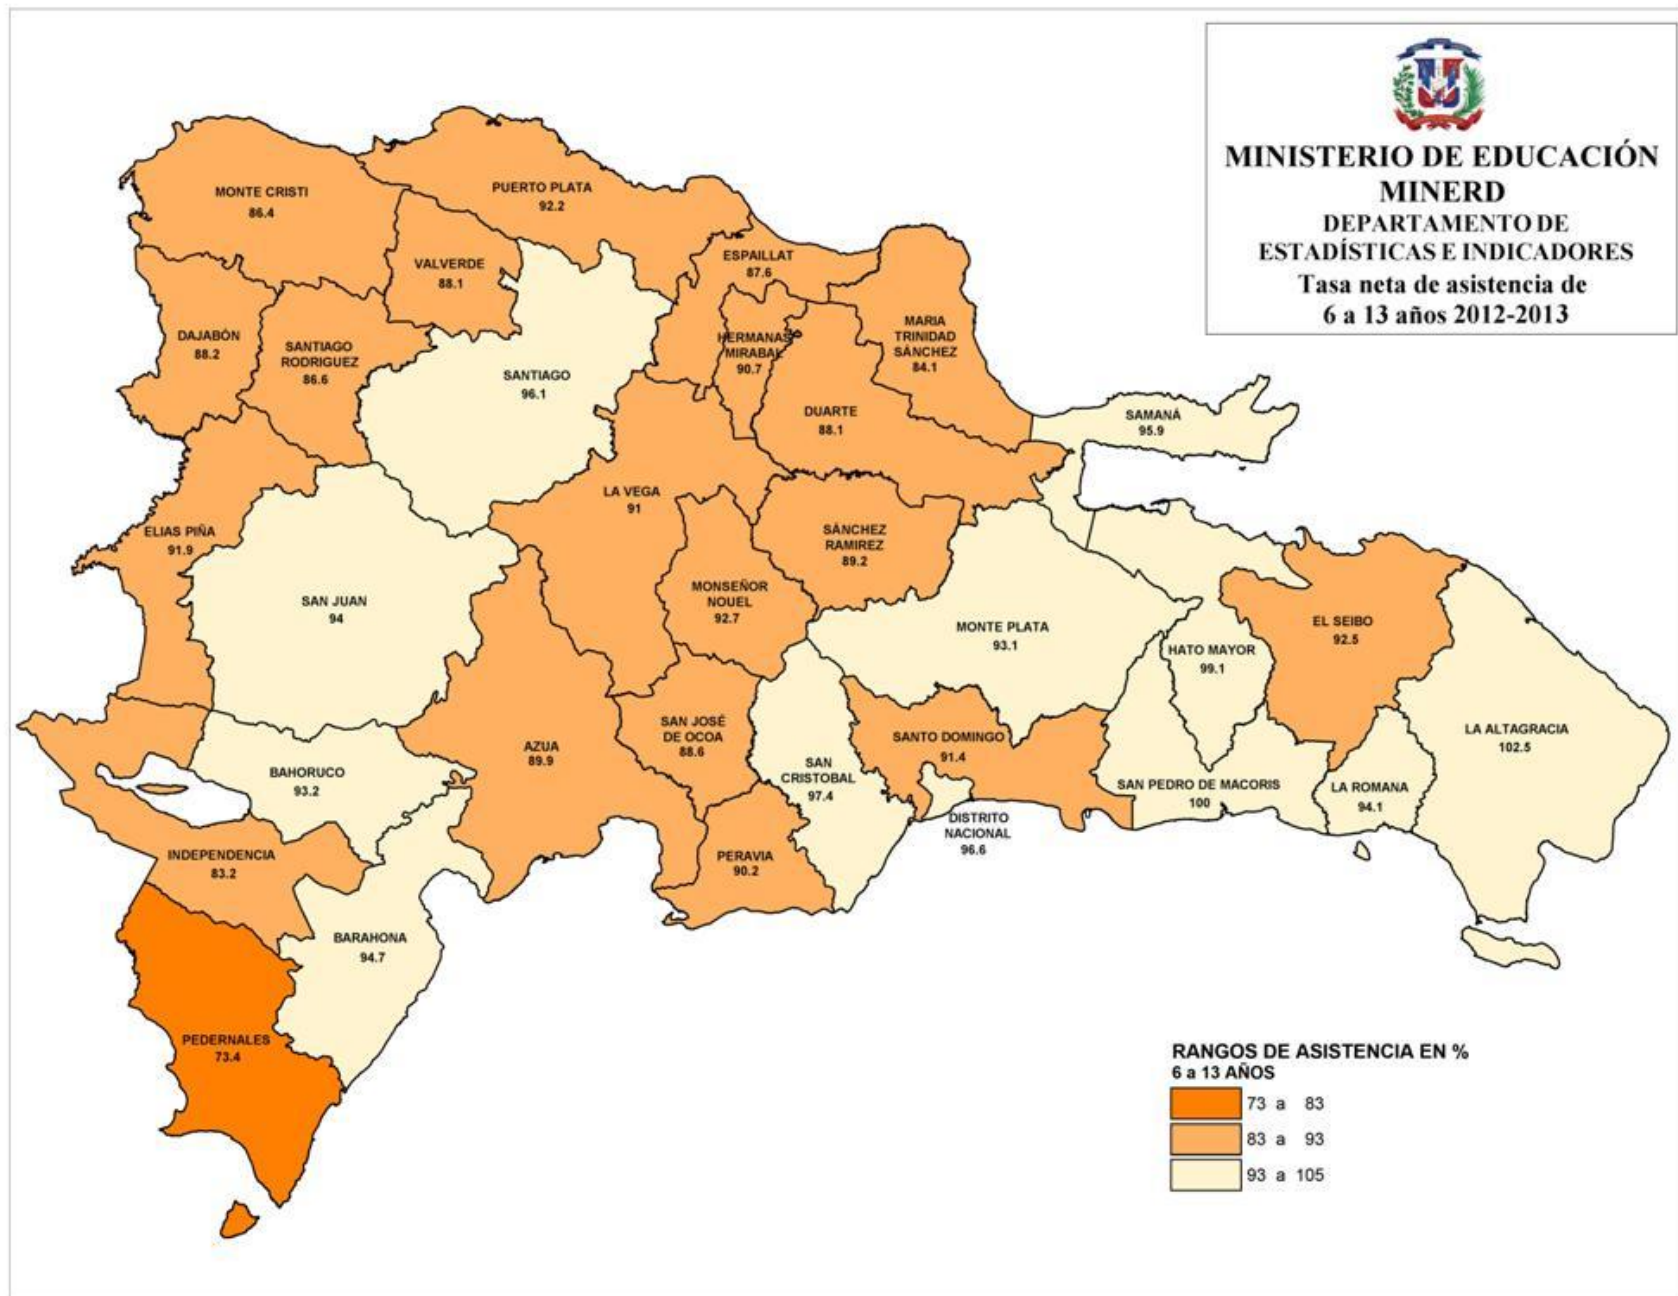 MINISTERIO DE EDUCACIÓN
MINERD
DEPARTAMENTO DE
ESTADÍSTICAS E INDICADORES
Tasa neta de asistencia de
6 a 13 años 2012-2013
MONTE CRISTI
86.4
PUERTO PLATA
92.2
VALVERDE
88.1
ESPAILLAT
87.6
DAJABÓN
88.2
SANTIAGO
RODRIGUEZ
86.6
SANTIAGO
96.1
HERMANAS
MIRABAL
90.7
MARIA
TRINIDAD
SÁNCHEZ
84.1
DUARTE
88.1
SAMANÁ
95.9
ELIAS PIÑA
91.9
LA VEGA
91
SÁNCHEZ
RAMIREZ
89.2
SAN JUAN
94
MONSEÑOR
NOUEL
92.7
MONTE PLATA
93.1
HATO MAYOR
99.1
EL SEIBO
92.5
LA ALTAGRACIA
102.5
BAHORUCO
93.2
AZUA
89.9
SAN JOSÉ
DE OCOA
88.6
SAN
CRISTOBAL
97.4
SANTO DOMINGO
91.4
DISTRITO
NACIONAL
96.6
SAN PEDRO DE MACORIS
100
LA ROMANA
94.1
INDEPENDENCIA
83.2
PERAVIA
90.2
BARAHONA
94.7
PEDERNALES
73.4
RANGOS DE ASISTENCIA EN %
6 a 13 AÑOS
73 a 83
83 a 93
93 a 105